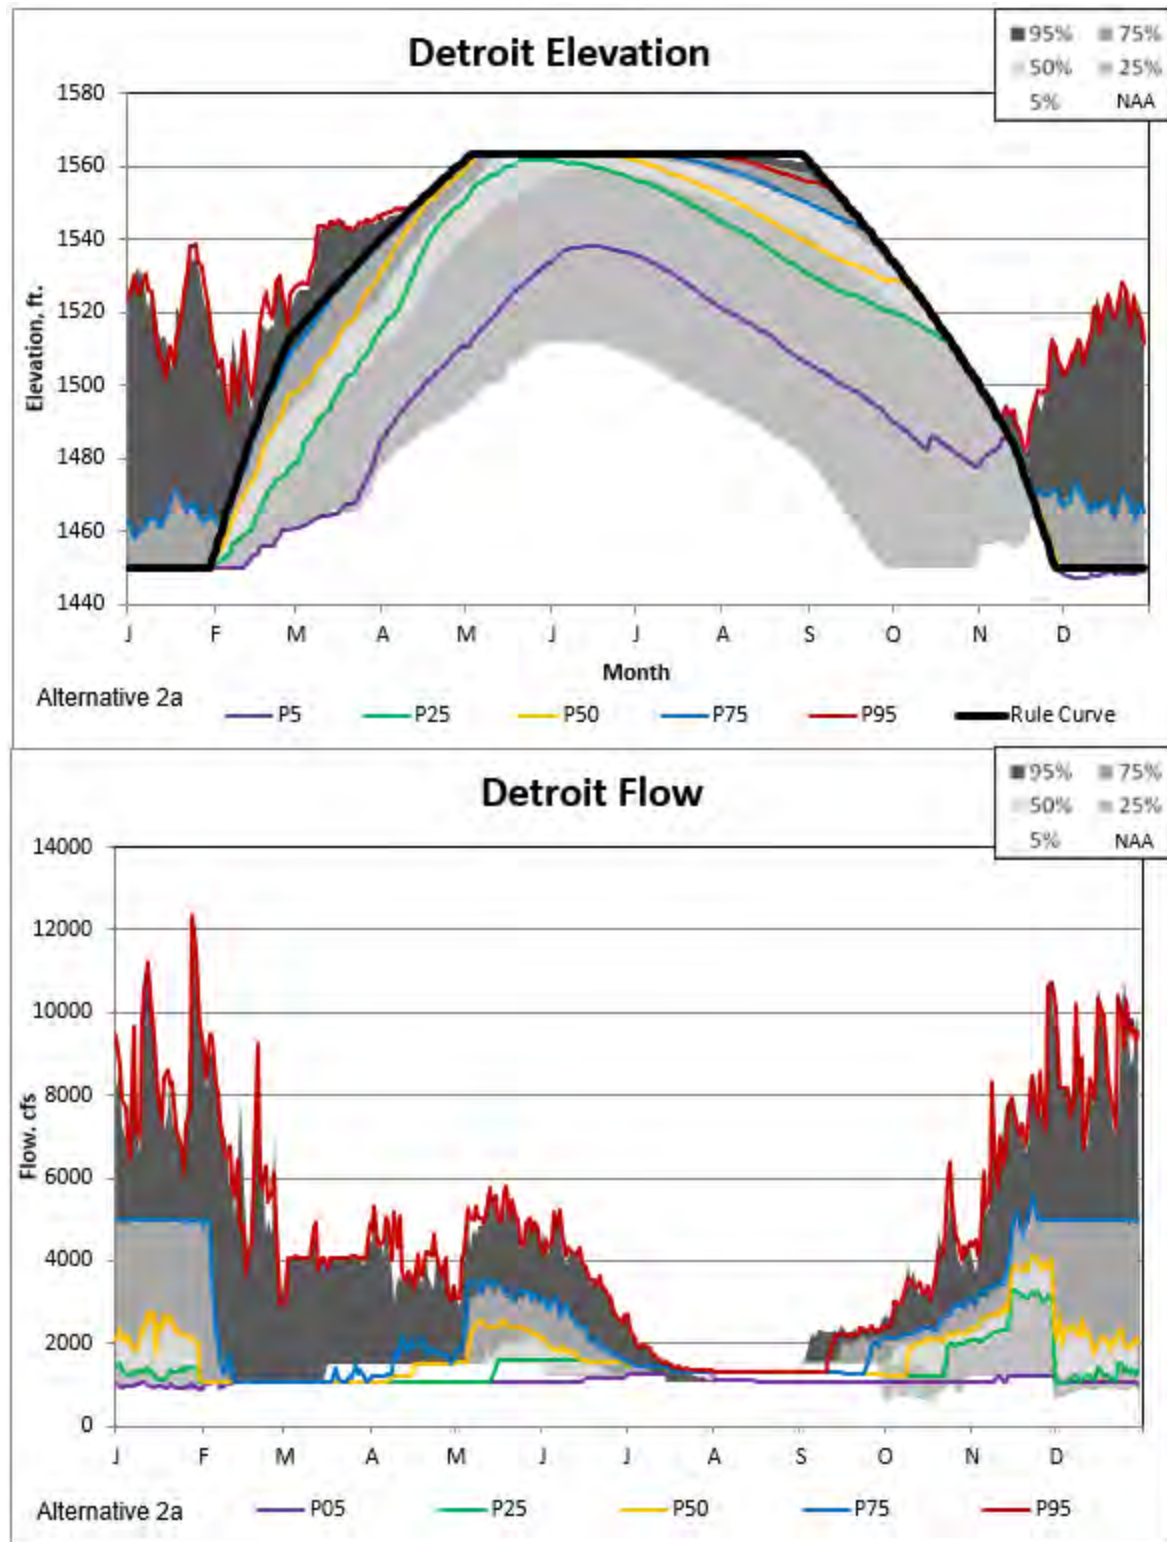 Detroit Elevation
95% 75%
50% 25%
5% NAA
1580
1560
1540
1520
1500
1480
1460
1440
Elevation, ft.
J F M A M J J A S O N D
Month
Alternative 2a
P5 P25 P50 P75 P95 Rule Curve
Detroit Flow
95% 75%
50% 25%
5% NAA
14000
12000
10000
8000
6000
4000
2000
0
Flow, cfs
J F M A M J J A S O N D
Alternative 2a
P05 P25 P50 P75 P95